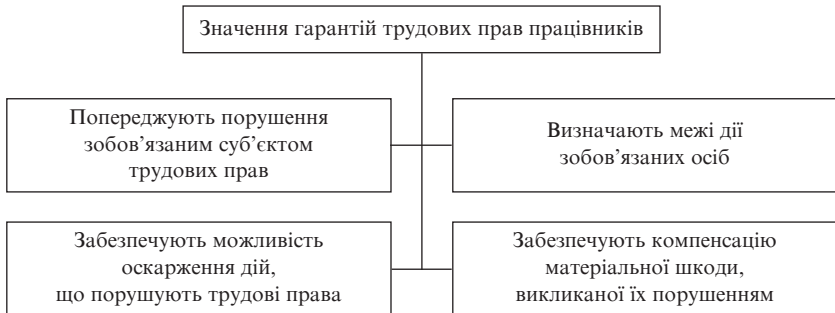 Значення гарантій трудових прав працівників
Попереджують порушення
зобов'язаним суб'єктом
трудових прав
Визначають межі дії
зобов'язаних осіб
Забезпечують можливість
оскарження дій,
що порушують трудові права
Забезпечують компенсацію
матеріальної шкоди,
викликаної їх порушенням